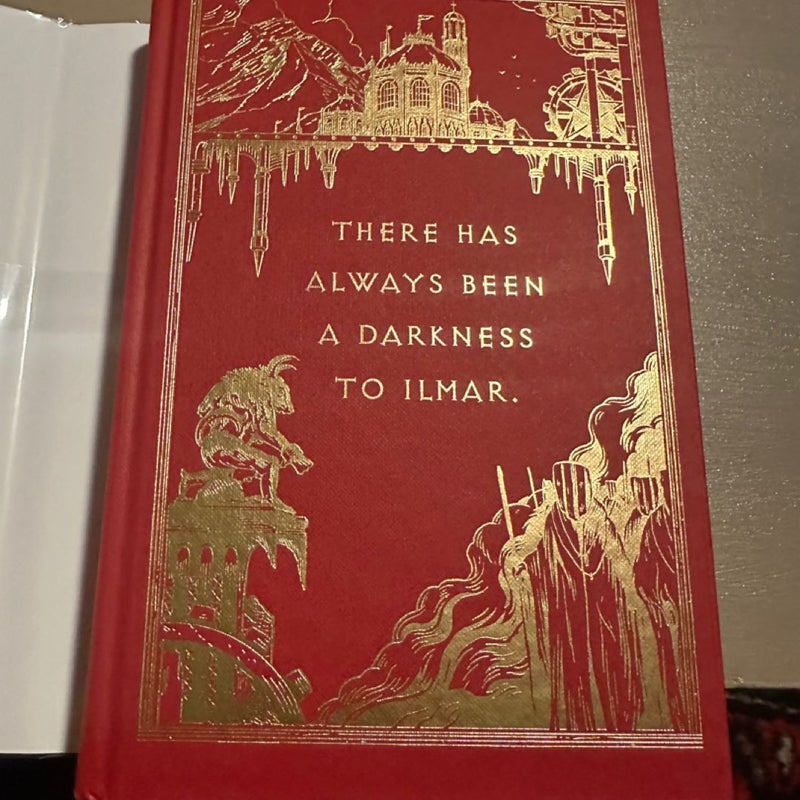 THERE HAS
ALWAYS BEEN
A DARKNESS
TO ILMAR.